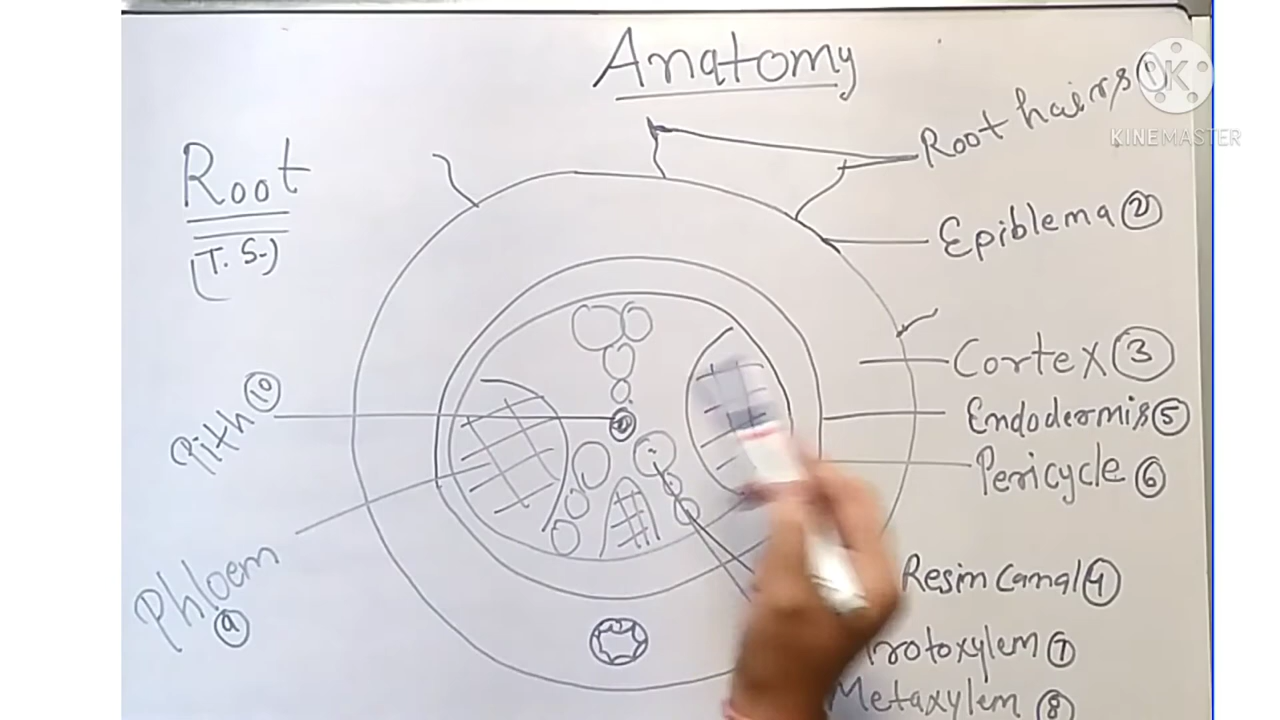 Anatomy
Root
(T. S.)
Root hairs ①
K
KINEMASTER
Epiblema ②
Cortex ③
Endodermis ⑤
Pericycle ⑥
Pith ⑩
Phloem ⑨
Resin Canal ④
Protoxylem ⑦
Metaxylem ⑧